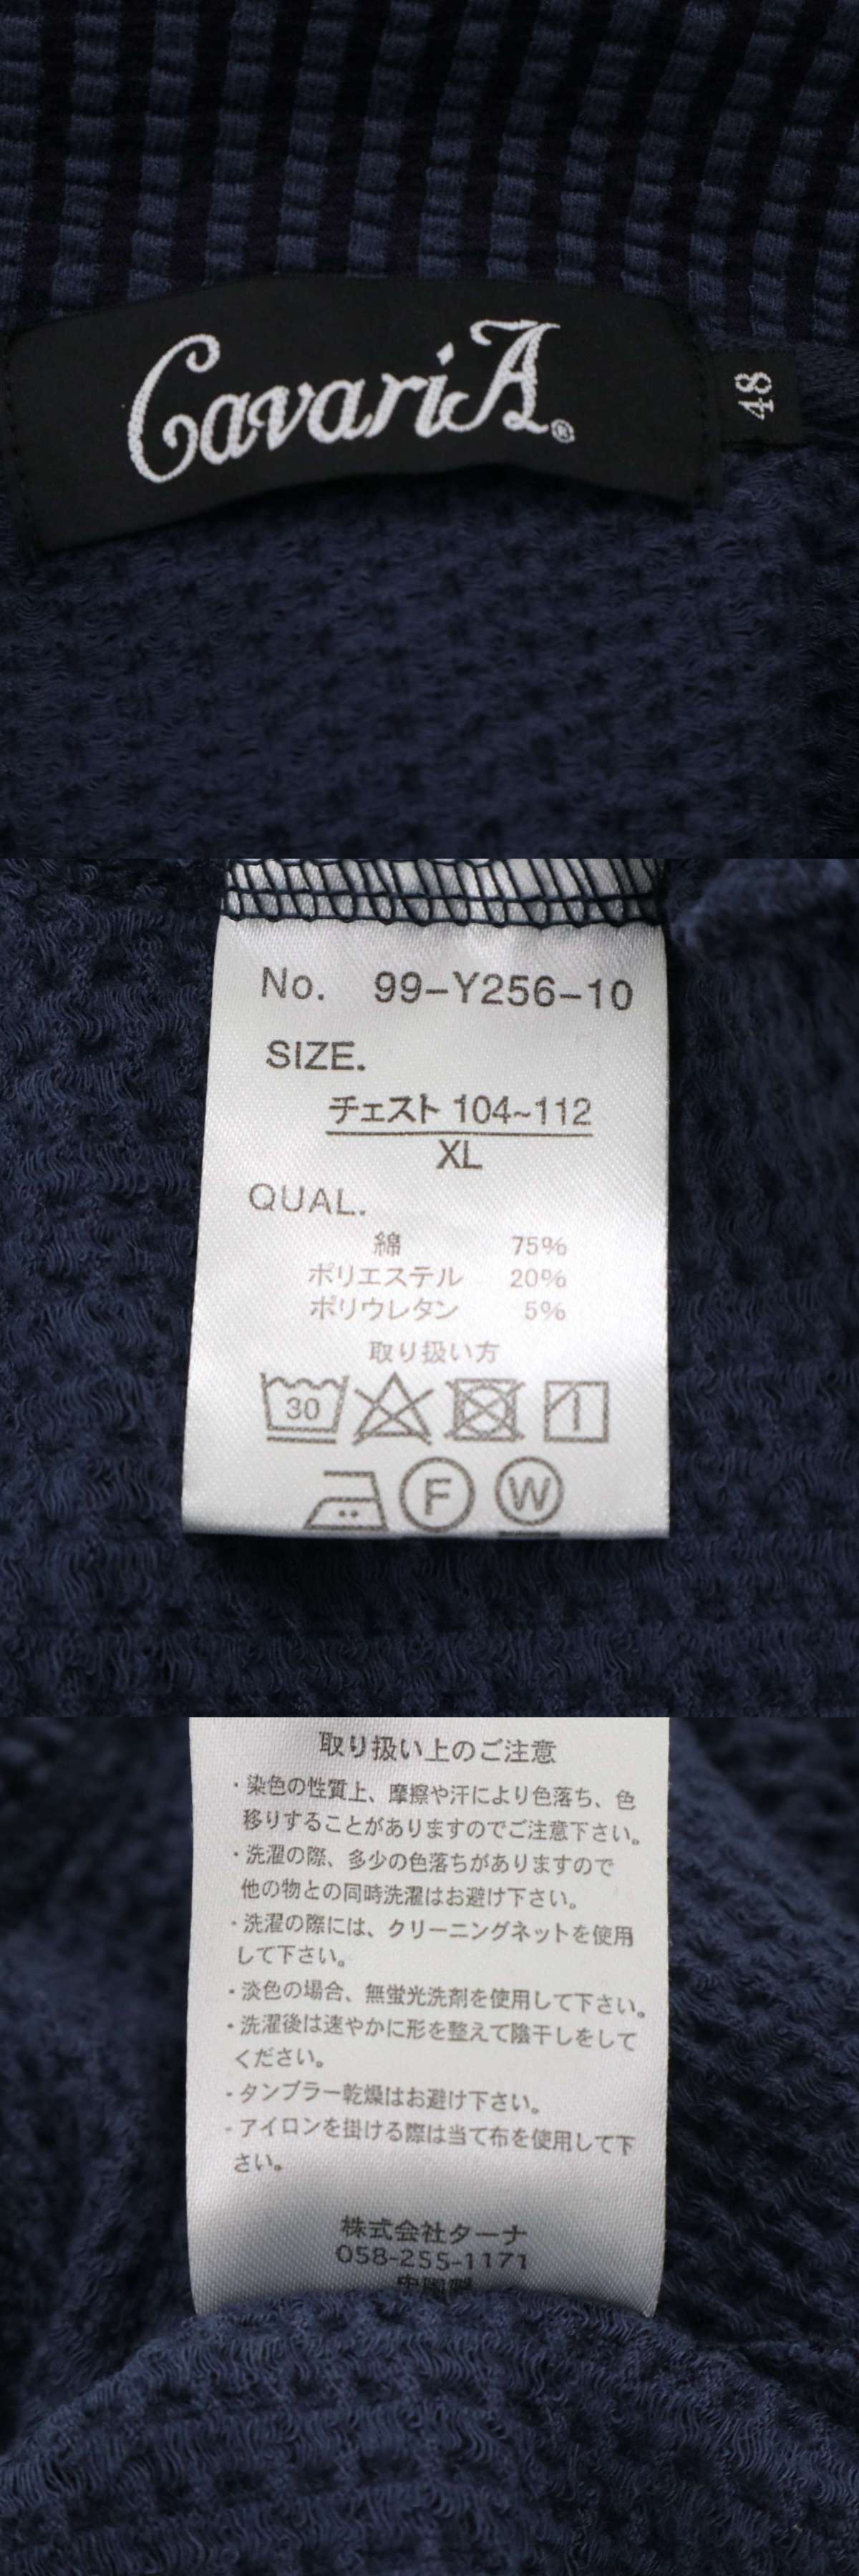 CavariA®
48
No. 99-Y256-10
SIZE.
チェスト 104~112
XL
QUAL.
綿 75%
ポリエステル 20%
ポリウレタン 5%
取り扱い方
30
F W
取り扱い上のご注意
・染色の性質上、摩擦や汗により色落ち、色
移りすることがありますのでご注意下さい。
・洗濯の際、多少の色落ちがありますので
他の物との同時洗濯はお避け下さい。
・洗濯の際には、クリーニングネットを使用
して下さい。
・淡色の場合、無蛍光洗剤を使用して下さい。
・洗濯後は速やかに形を整えて陰干しをして
ください。
・タンブラー乾燥はお避け下さい。
・アイロンを掛ける際は当て布を使用して下
さい。
株式会社ターナ
058-255-1171
中国製